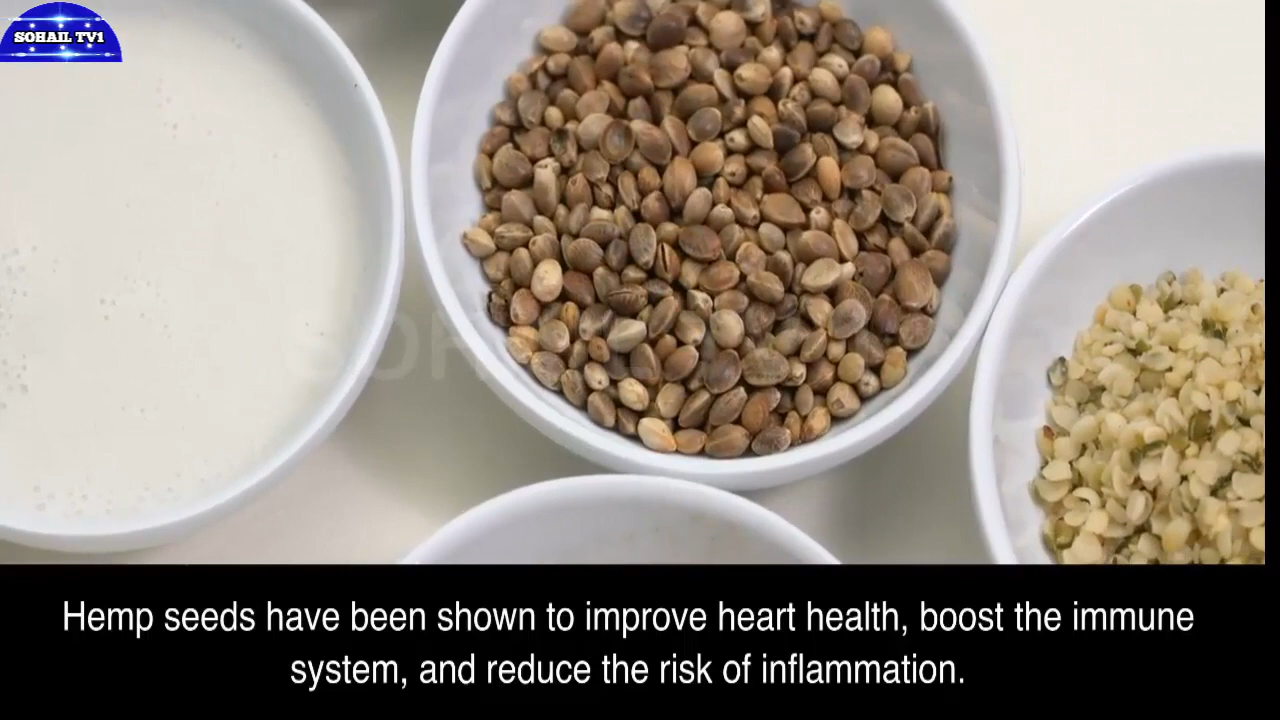 SOHAIL TV1
Hemp seeds have been shown to improve heart health, boost the immune
system, and reduce the risk of inflammation.